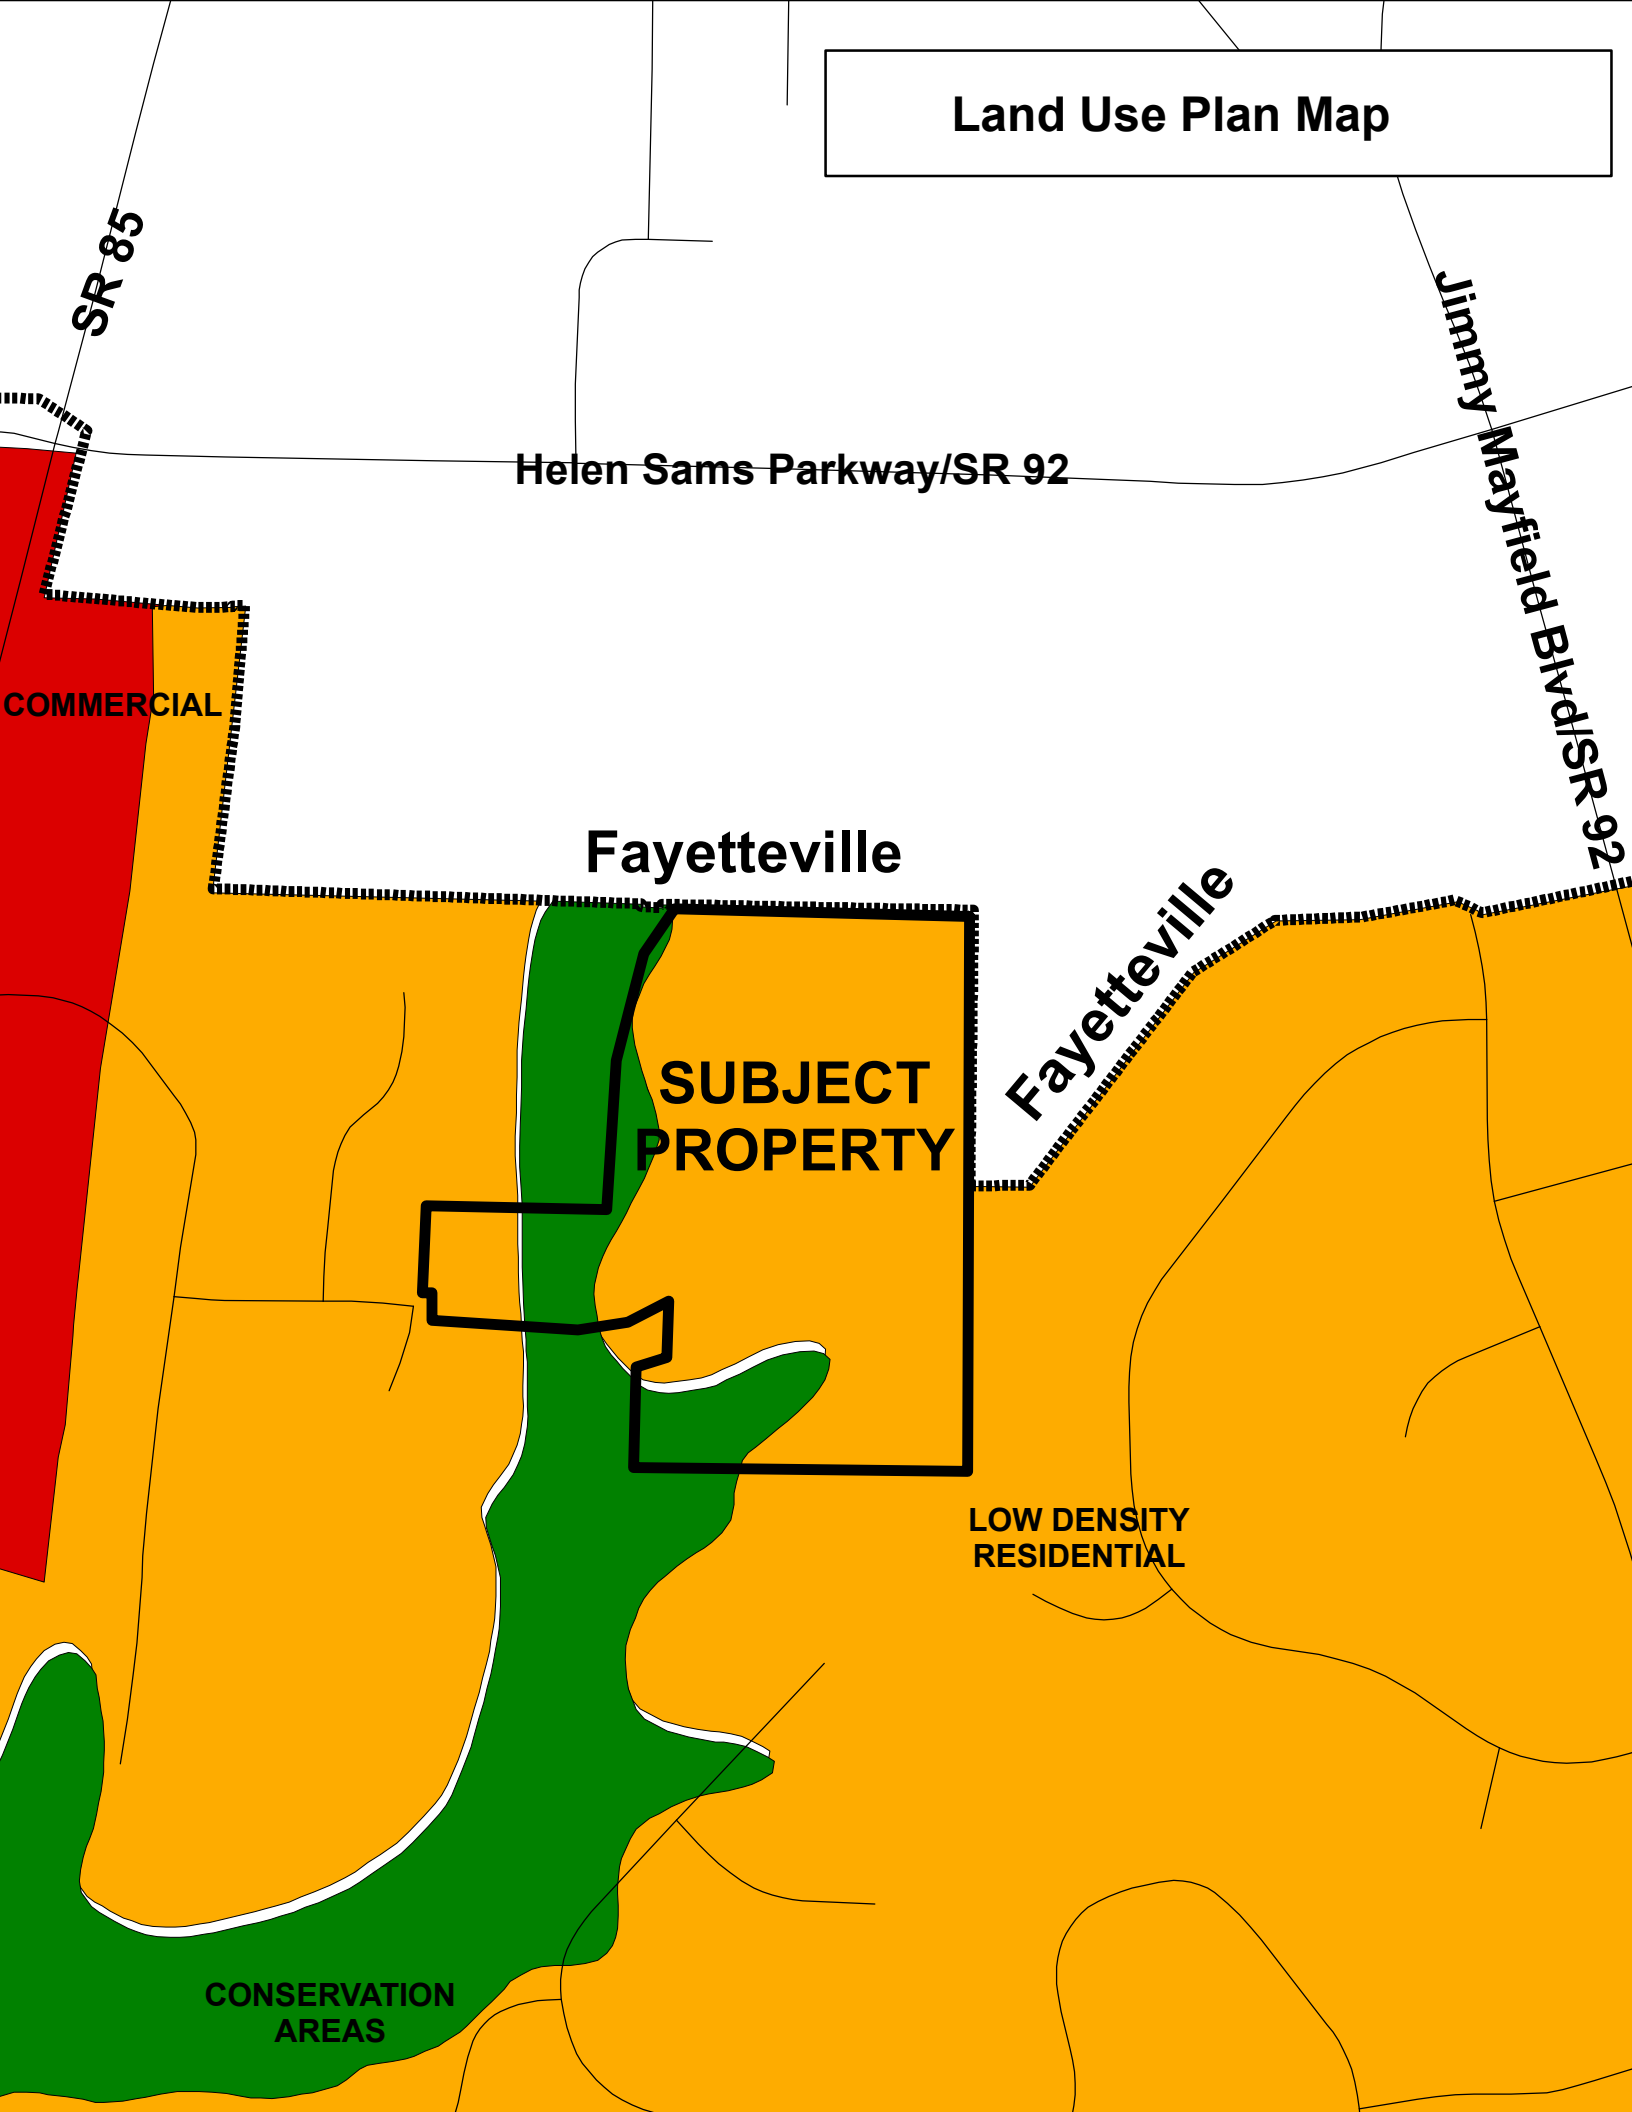 Land Use Plan Map
SR 85
Jimmy Mayfield Blvd/SR 92
Helen Sams Parkway/SR 92
COMMERCIAL
Fayetteville
Fayetteville
SUBJECT
PROPERTY
LOW DENSITY
RESIDENTIAL
CONSERVATION
AREAS